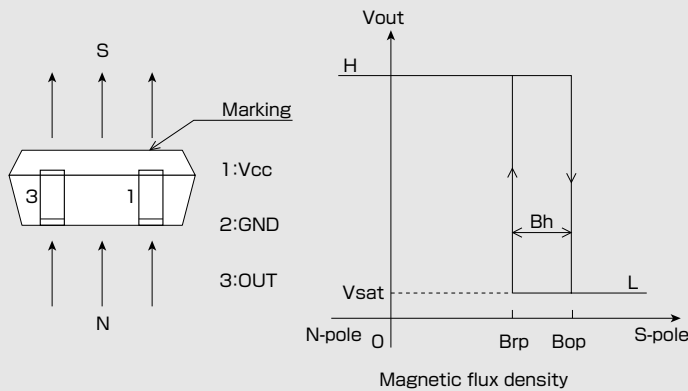 S
Marking
3
1
1:Vcc
2:GND
3:OUT
N
Vout
H
Bh
Vsat
L
N-pole
0
Brp
Bop
S-pole
Magnetic flux density